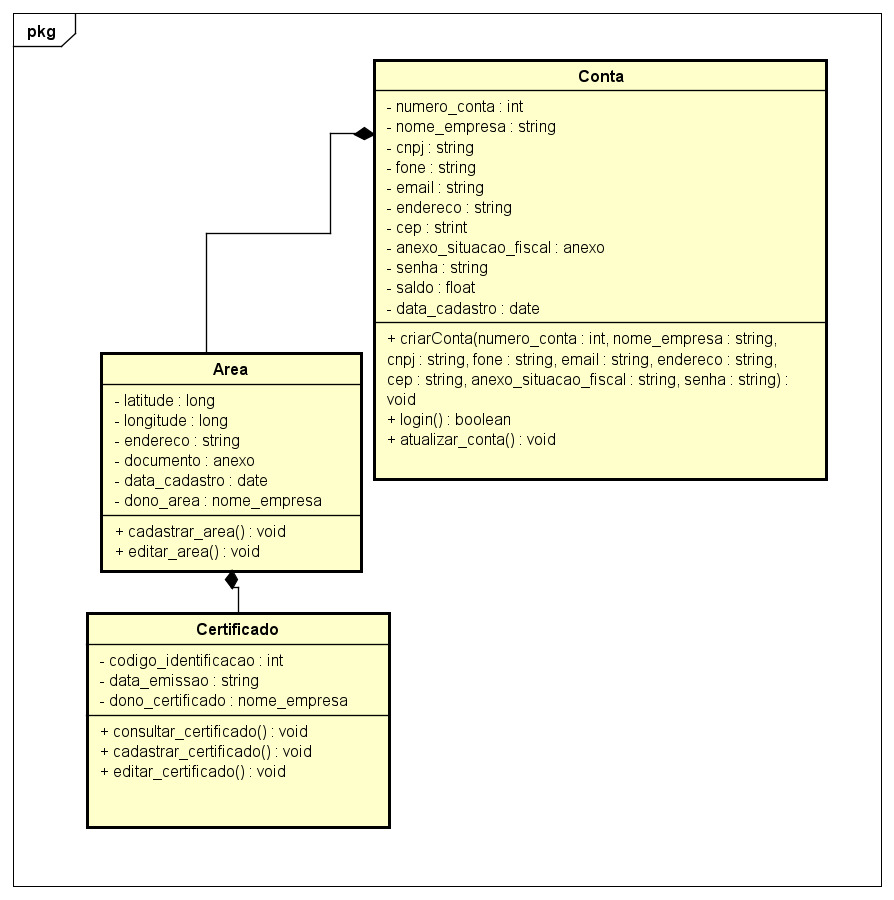 pkg
Conta
- numero_conta : int
- nome_empresa : string
- cnpj : string
- fone : string
- email : string
- endereco : string
- cep : strint
- anexo_situacao_fiscal : anexo
- senha : string
- saldo : float
- data_cadastro : date
+ criarConta(numero_conta : int, nome_empresa : string,
cnpj : string, fone : string, email : string, endereco : string,
cep : string, anexo_situacao_fiscal : string, senha : string) :
void
+ login() : boolean
+ atualizar_conta() : void
Area
- latitude : long
- longitude : long
- endereco : string
- documento : anexo
- data_cadastro : date
- dono_area : nome_empresa
+ cadastrar_area() : void
+ editar_area() : void
Certificado
- codigo_identificacao : int
- data_emissao : string
- dono_certificado : nome_empresa
+ consultar_certificado() : void
+ cadastrar_certificado() : void
+ editar_certificado() : void